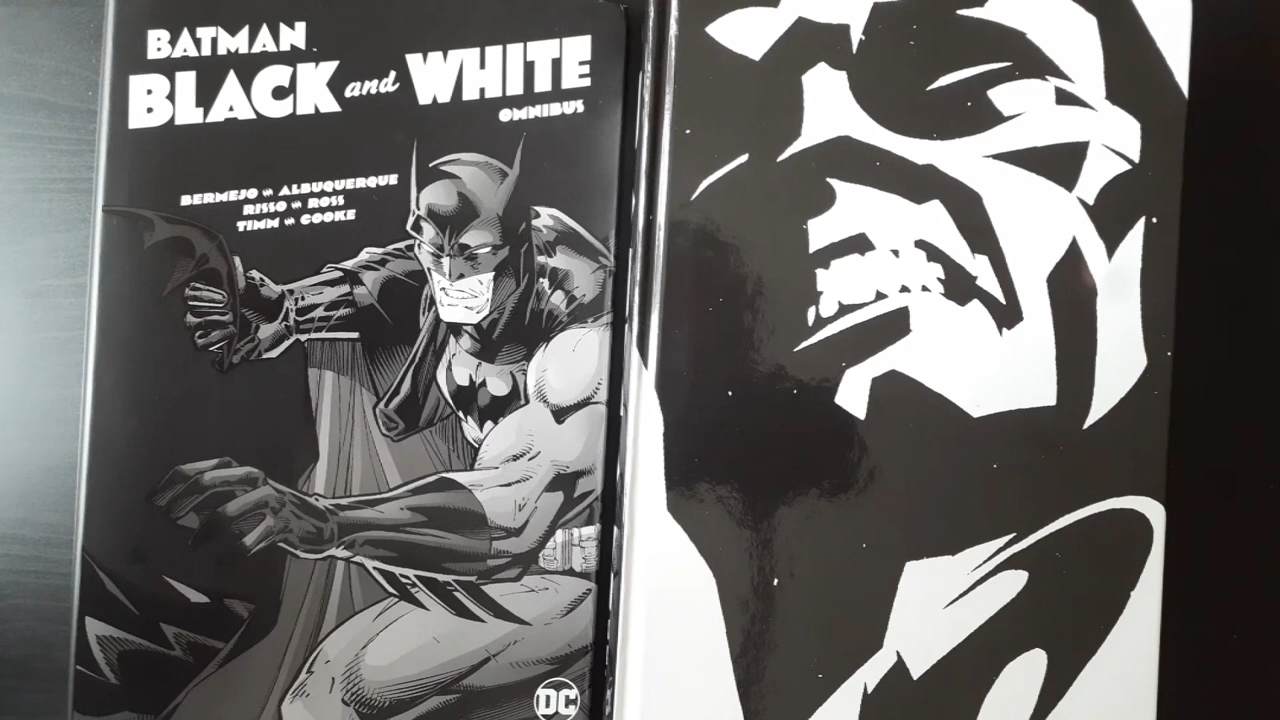 BATMAN
BLACK and WHITE
OMNIBUS
BERMEJO ALBUQUERQUE
RISSO ROSS
TIMM COOKE
DC